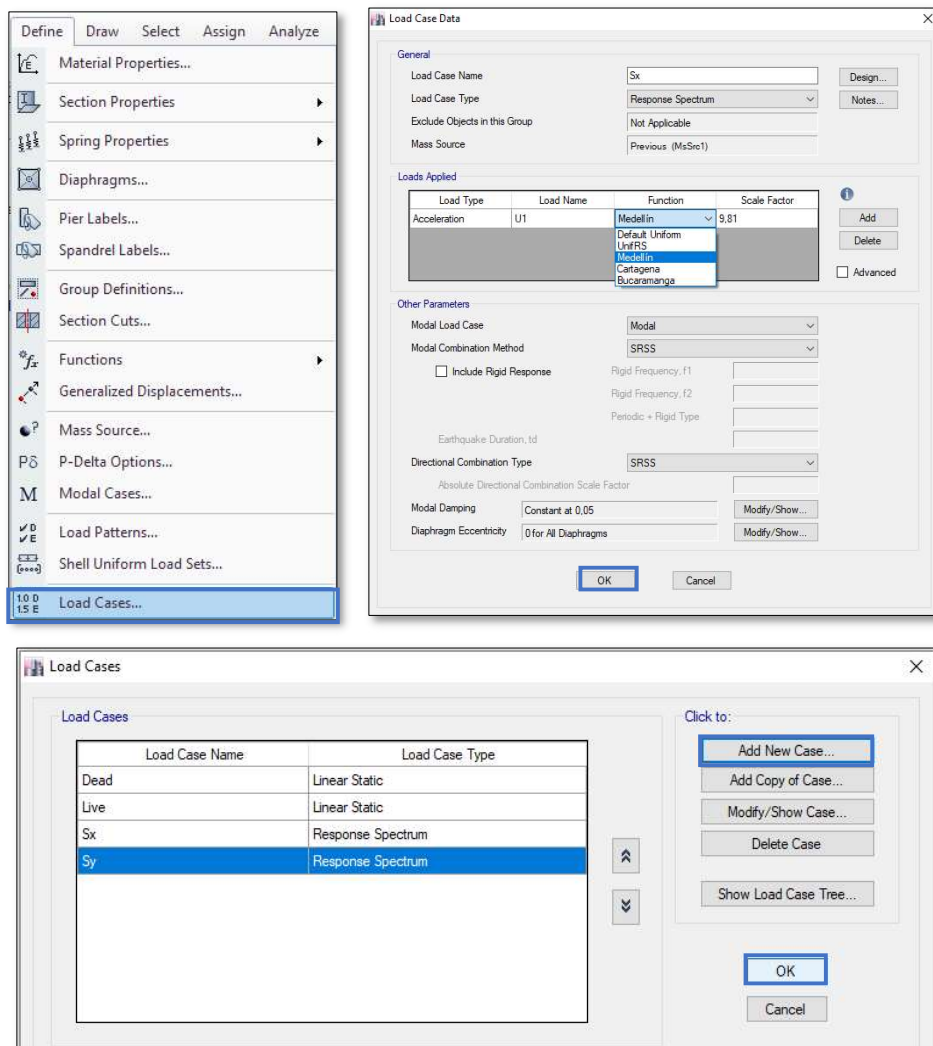 Define Draw Select Assign Analyze
Material Properties...
Section Properties
Spring Properties
Diaphragms...
Pier Labels...
Spandrel Labels...
Group Definitions...
Section Cuts...
Functions
Generalized Displacements...
Mass Source...
Pδ P-Delta Options...
M Modal Cases...
Load Patterns...
Shell Uniform Load Sets...
1.0 D
1.5 E
Load Cases...
Load Case Data
General
Load Case Name Sx Design...
Load Case Type Response Spectrum Notes...
Exclude Objects in this Group Not Applicable
Mass Source Previous (MsSrc1)
Loads Applied
Load Type Load Name Function Scale Factor
Acceleration U1 Medellín 9,81 Add
Default Uniform
UnifRS
Medellín
Cartagena
Bucaramanga
Delete
Advanced
Other Parameters
Modal Load Case Modal
Modal Combination Method SRSS
Include Rigid Response Rigid Frequency, f1
Rigid Frequency, f2
Periodic + Rigid Type
Earthquake Duration, td
Directional Combination Type SRSS
Absolute Directional Combination Scale Factor
Modal Damping Constant at 0,05 Modify/Show...
Diaphragm Eccentricity 0 for All Diaphragms Modify/Show...
OK Cancel
Load Cases
Load Cases Click to:
Load Case Name Load Case Type
Dead Linear Static
Live Linear Static
Sx Response Spectrum
Sy Response Spectrum
Add New Case...
Add Copy of Case...
Modify/Show Case...
Delete Case
Show Load Case Tree...
OK
Cancel